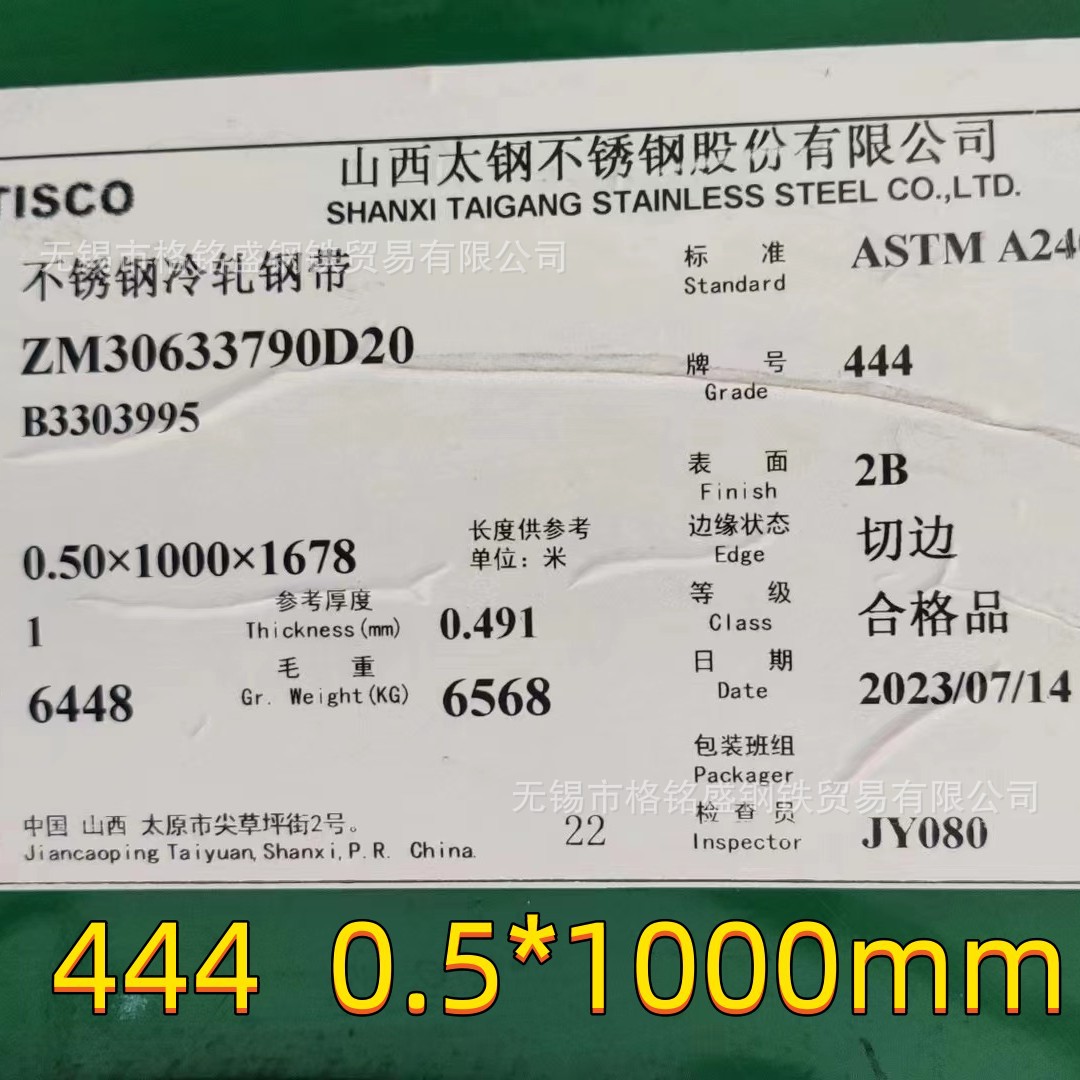 山西太钢不锈钢股份有限公司
TISCO
SHANXI TAIGANG STAINLESS STEEL CO.,LTD.
无锡市格铭盛钢铁贸易有限公司
不锈钢冷轧钢带
标 准 ASTM A240
Standard
ZM30633790D20
牌 号 444
Grade
B3303995
表 面 2B
Finish
0.50×1000×1678
长度供参考
单位：米
边缘状态 切边
Edge
1
参考厚度
Thickness(mm) 0.491
等 级 合格品
Class
6448
毛 重
Gr. Weight(KG) 6568
日 期 2023/07/14
Date
包装班组
Packager
无锡市格铭盛钢铁贸易有限公司
中国 山西 太原市尖草坪街2号。
Jiancaoping Taiyuan,Shanxi,P.R. China.
22
检查员 JY080
Inspector
444 0.5*1000mm